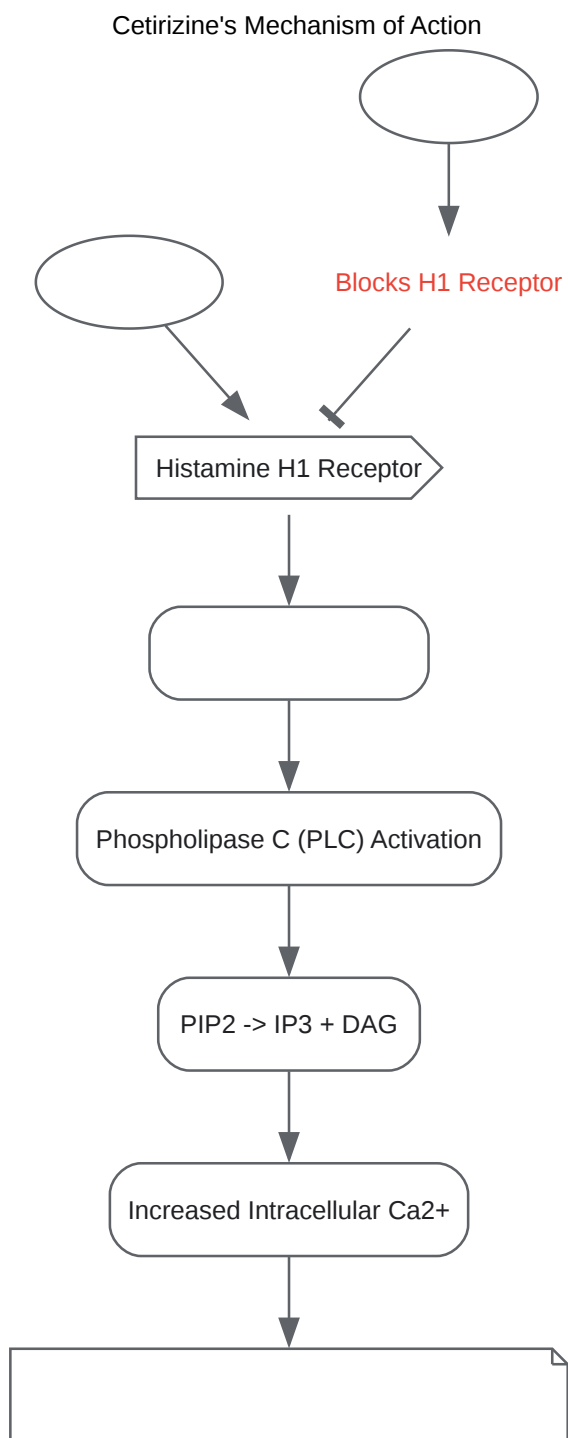 Cetirizine's Mechanism of Action
Blocks H1 Receptor
Histamine H1 Receptor
Phospholipase C (PLC) Activation
PIP2 -> IP3 + DAG
Increased Intracellular Ca2+